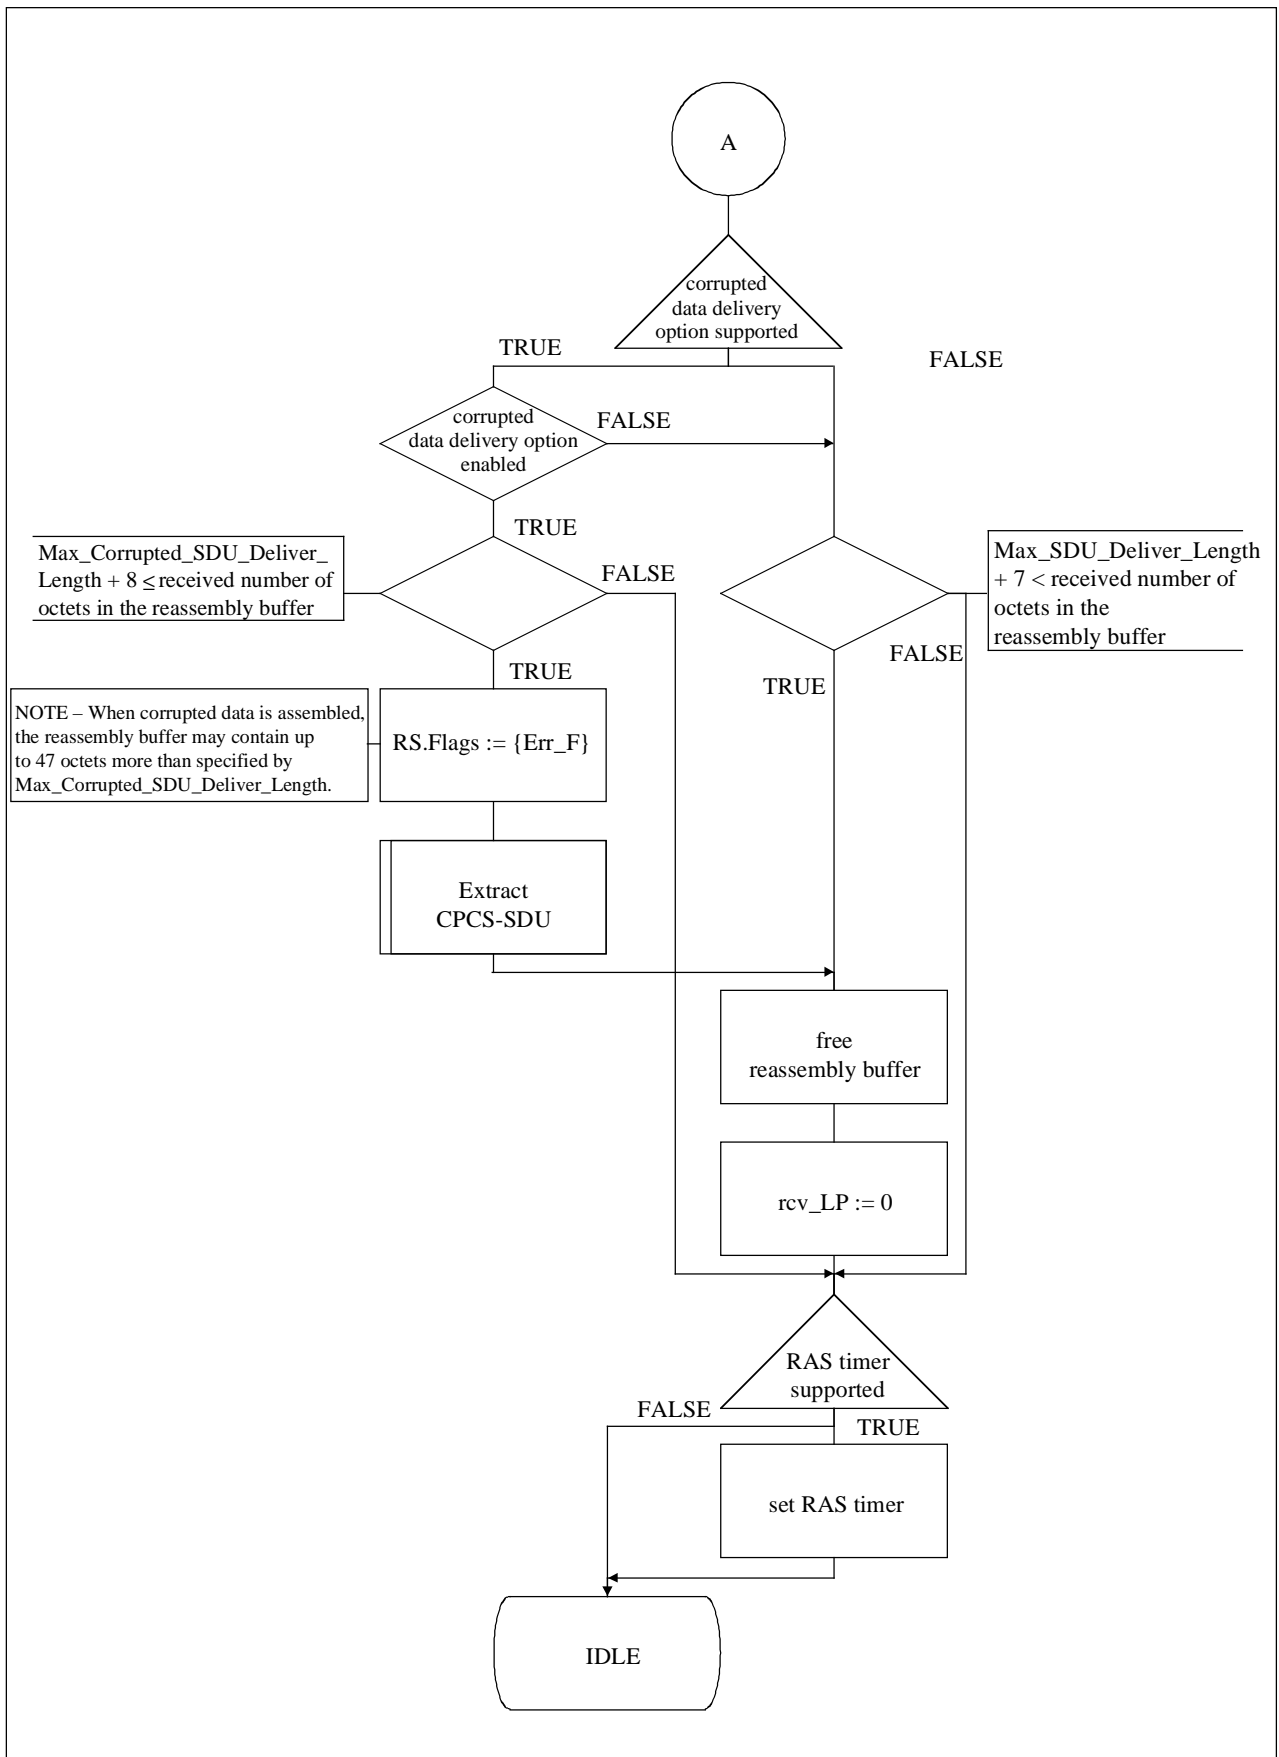 A
corrupted
data delivery
option supported
TRUE
FALSE
corrupted
data delivery option
enabled
FALSE
TRUE
Max_Corrupted_SDU_Deliver_
Length + 8 ≤ received number of
octets in the reassembly buffer
FALSE
Max_SDU_Deliver_Length
+ 7 < received number of
octets in the
reassembly buffer
FALSE
TRUE
TRUE
NOTE – When corrupted data is assembled,
the reassembly buffer may contain up
to 47 octets more than specified by
Max_Corrupted_SDU_Deliver_Length.
RS.Flags := {Err_F}
Extract
CPCS-SDU
free
reassembly buffer
rcv_LP := 0
RAS timer
supported
FALSE
TRUE
set RAS timer
IDLE